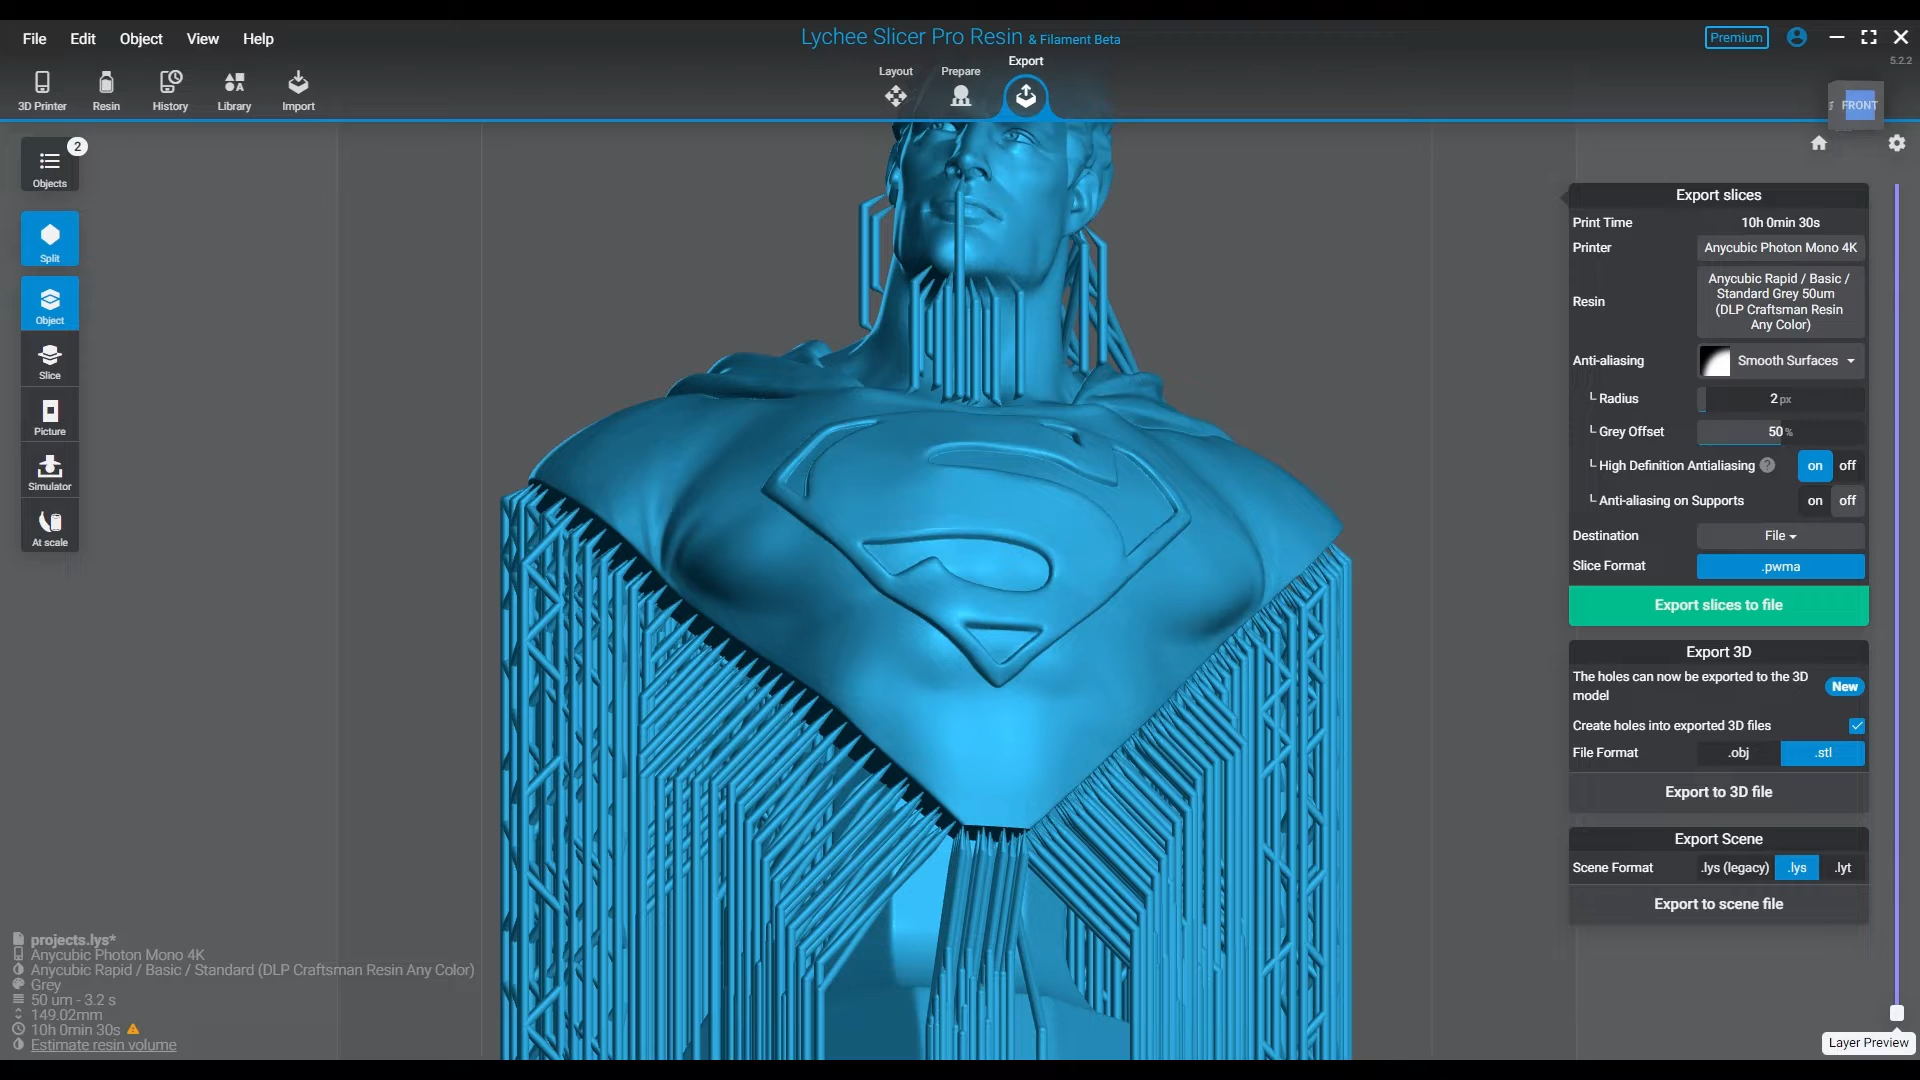 File Edit Object View Help
Lychee Slicer Pro Resin & Filament Beta
Premium
5.2.2
3D Printer Resin History Library Import
Layout Prepare Export
FRONT
2
Objects
Split
Object
Slice
Picture
Simulator
At scale
Export slices
Print Time 10h 0min 30s
Printer Anycubic Photon Mono 4K
Resin
Anycubic Rapid / Basic /
Standard Grey 50um
(DLP Craftsman Resin
Any Color)
Anti-aliasing Smooth Surfaces
Radius 2 px
Grey Offset 50 %
High Definition Antialiasing ? on off
Anti-aliasing on Supports on off
Destination File
Slice Format .pwma
Export slices to file
Export 3D
The holes can now be exported to the 3D
model
New
Create holes into exported 3D files
File Format .obj .stl
Export to 3D file
Export Scene
Scene Format .lys (legacy) .lys .lyt
Export to scene file
projects.lys*
Anycubic Photon Mono 4K
Anycubic Rapid / Basic / Standard (DLP Craftsman Resin Any Color)
Grey
50 um - 3.2 s
149.02mm
10h 0min 30s
Estimate resin volume
Layer Preview